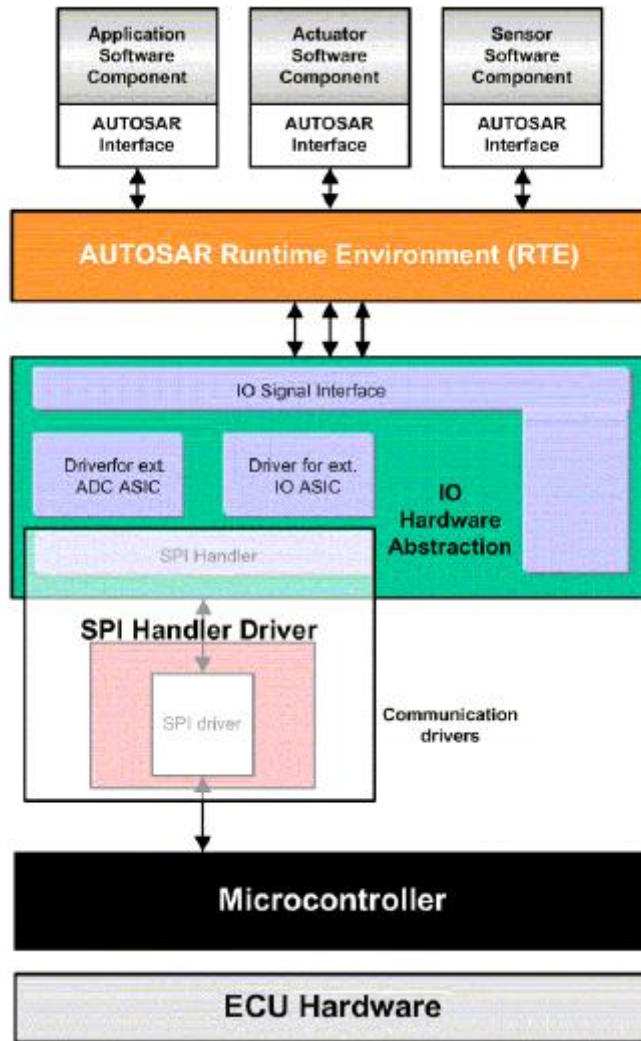 Application
Software
Component
AUTOSAR
Interface
Actuator
Software
Component
AUTOSAR
Interface
Sensor
Software
Component
AUTOSAR
Interface
AUTOSAR Runtime Environment (RTE)
IO Signal Interface
Driverfor ext.
ADC ASIC
Driver for ext.
IO ASIC
IO
Hardware
Abstraction
SPI Handler
SPI Handler Driver
SPI driver
Communication
drivers
Microcontroller
ECU Hardware